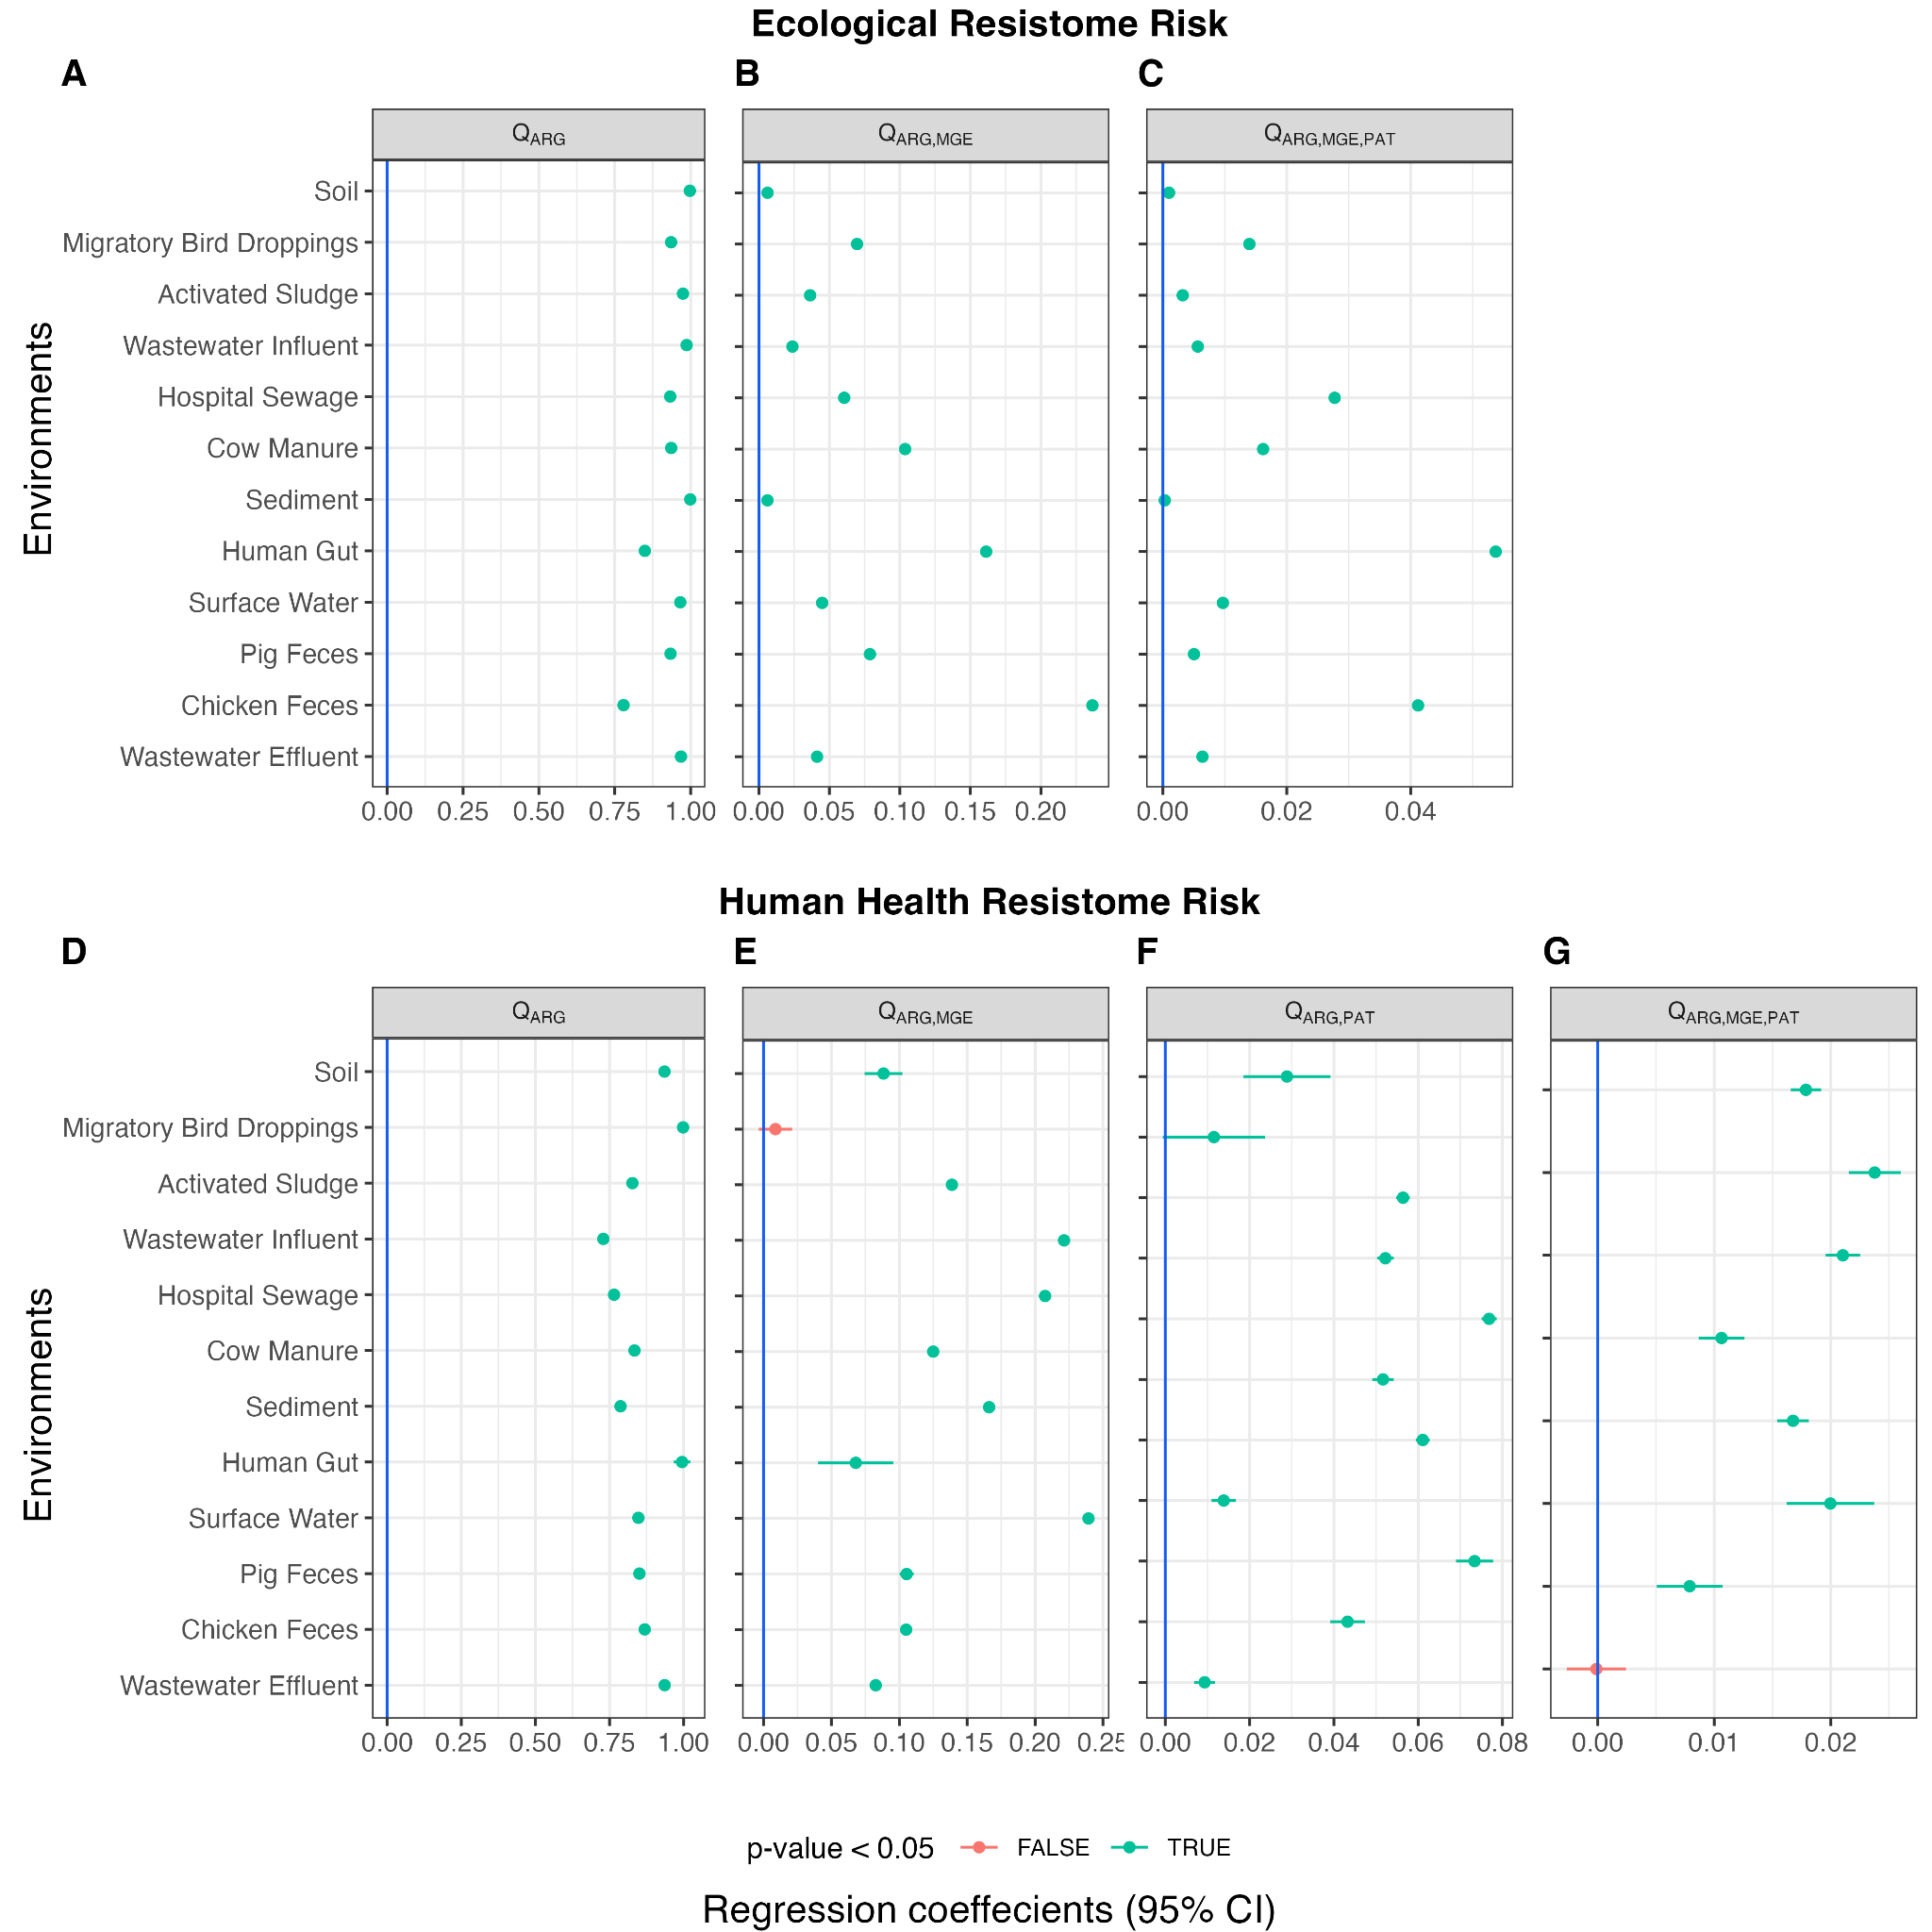 Ecological Resistome Risk
A B C
QARG QARG,MGE QARG,MGE,PAT
Environments
Soil
Migratory Bird Droppings
Activated Sludge
Wastewater Influent
Hospital Sewage
Cow Manure
Sediment
Human Gut
Surface Water
Pig Feces
Chicken Feces
Wastewater Effluent
0.00 0.25 0.50 0.75 1.00 0.00 0.05 0.10 0.15 0.20 0.00 0.02 0.04
Human Health Resistome Risk
D E F G
QARG QARG,MGE QARG,PAT QARG,MGE,PAT
Environments
Soil
Migratory Bird Droppings
Activated Sludge
Wastewater Influent
Hospital Sewage
Cow Manure
Sediment
Human Gut
Surface Water
Pig Feces
Chicken Feces
Wastewater Effluent
0.00 0.25 0.50 0.75 1.00 0.00 0.05 0.10 0.15 0.20 0.00 0.02 0.04 0.06 0.08 0.00 0.01 0.02
p-value < 0.05 FALSE TRUE
Regression coeffecients (95% CI)